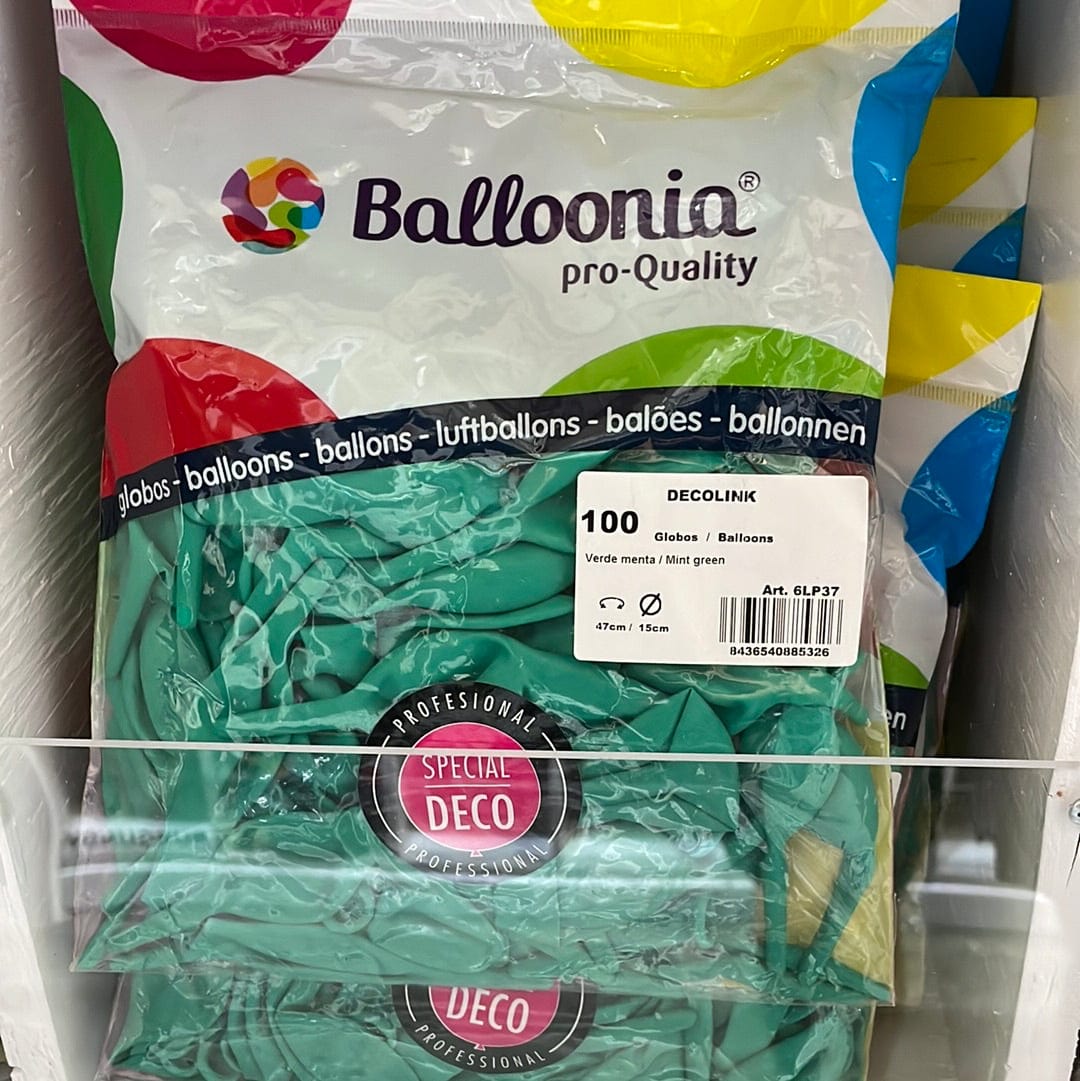 Balloonia®
pro-Quality
globos - balloons - ballons - luftballons - balões - ballonnen
DECOLINK
100 Globos / Balloons
Verde menta / Mint green
Art. 6LP37
47cm / 15cm
8436540885326
PROFESIONAL
SPECIAL
DECO
PROFESSIONAL
en
DECO
PROFESSIONAL